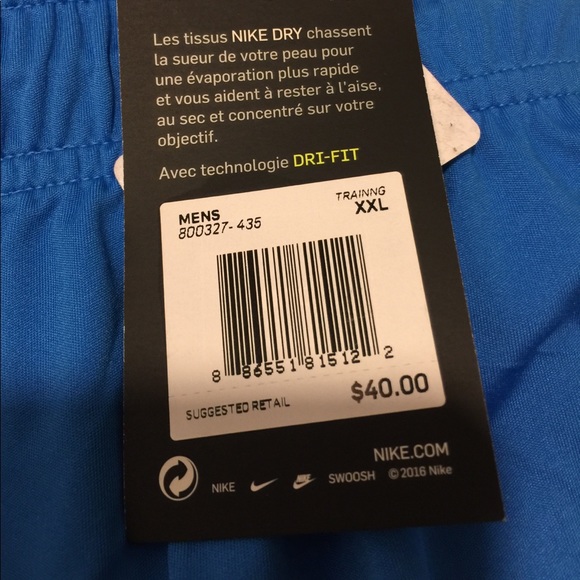 Les tissus NIKE DRY chassent
la sueur de votre peau pour
une évaporation plus rapide
et vous aident à rester à l'aise,
au sec et concentré sur votre
objectif.
Avec technologie DRI-FIT
MENS
TRAINNG
800327-435
XXL
8 86551 81512 2
SUGGESTED RETAIL
$40.00
NIKE.COM
NIKE SWOOSH © 2016 Nike